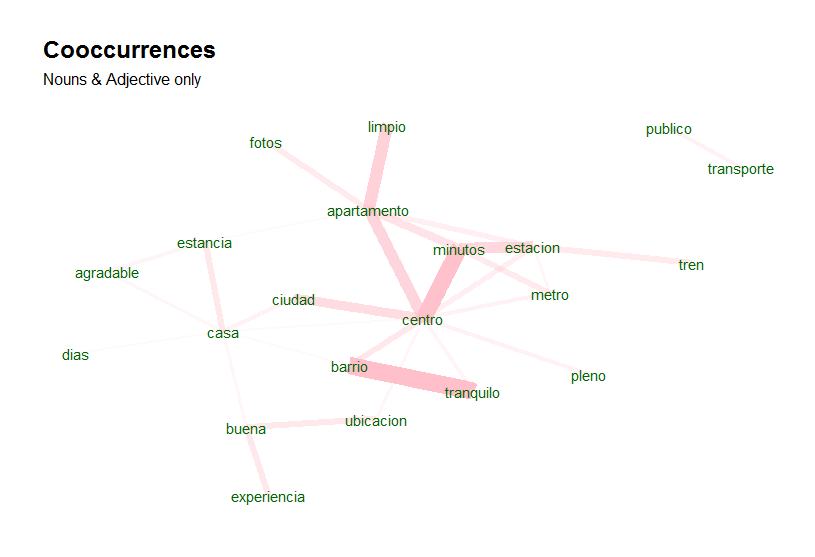 Cooccurrences
Nouns & Adjective only
limpio
publico
fotos
transporte
apartamento
estancia
minutos
estacion
tren
agradable
metro
ciudad
centro
casa
dias
barrio
pleno
tranquilo
ubicacion
buena
experiencia